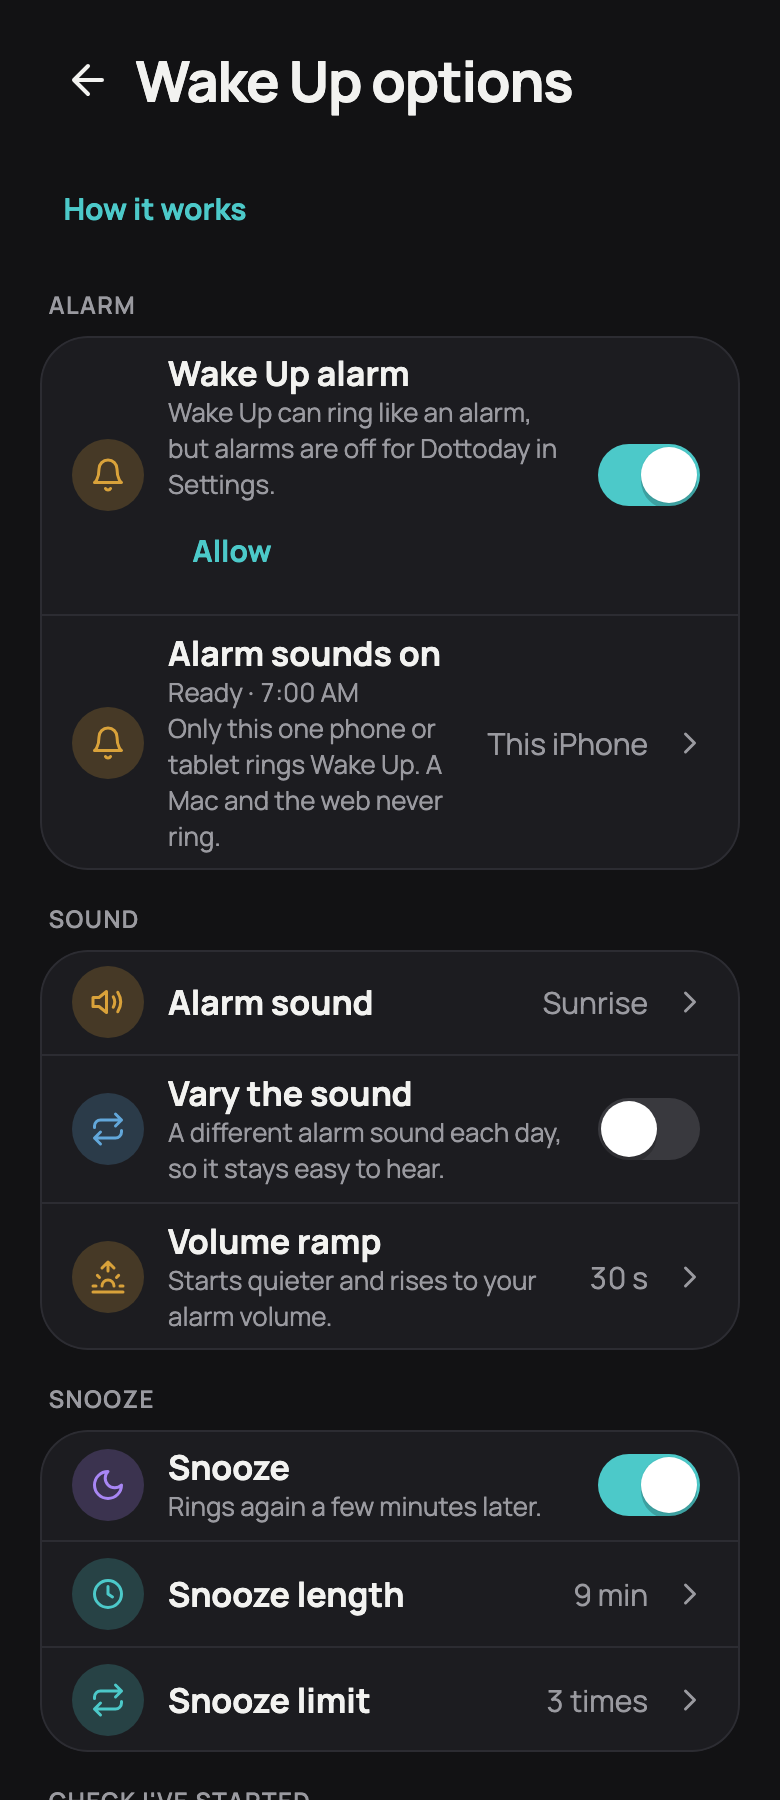 Wake Up options
How it works
ALARM
Wake Up alarm
Wake Up can ring like an alarm,
but alarms are off for Dottoday in
Settings.
Allow
Alarm sounds on
Ready · 7:00 AM
Only this one phone or
tablet rings Wake Up. A
Mac and the web never
ring.
This iPhone
SOUND
Alarm sound
Sunrise
Vary the sound
A different alarm sound each day,
so it stays easy to hear.
Volume ramp
Starts quieter and rises to your
alarm volume.
30 s
SNOOZE
Snooze
Rings again a few minutes later.
Snooze length
9 min
Snooze limit
3 times
CHECK I'VE STARTED